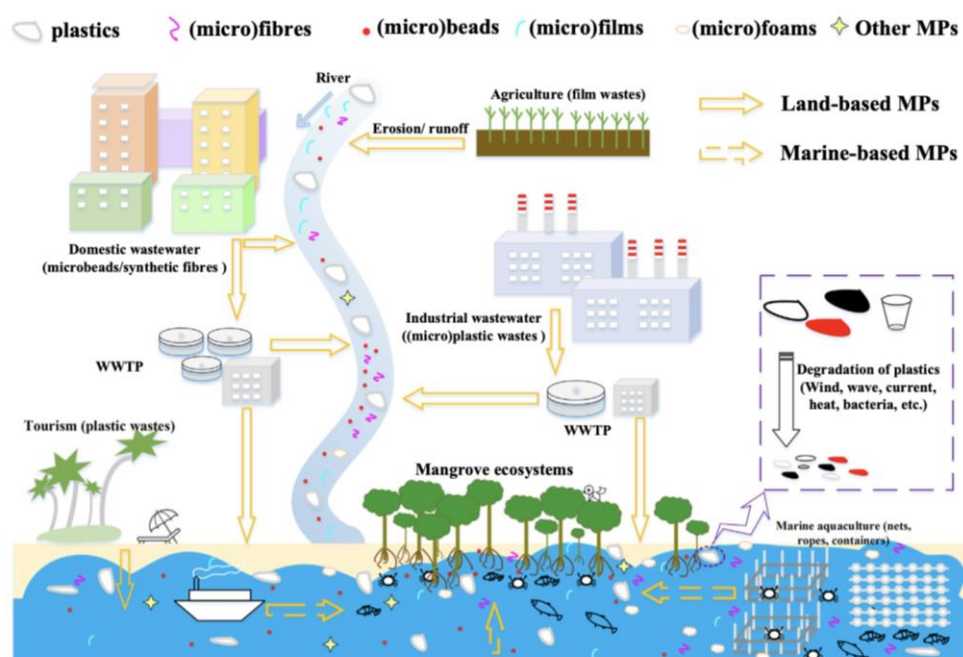 plastics (micro)fibres (micro)beads (micro)films (micro)foams Other MPs
River
Agriculture (film wastes)
Land-based MPs
Erosion/ runoff
Marine-based MPs
Domestic wastewater
(microbeads/synthetic fibres )
Industrial wastewater
((micro)plastic wastes )
WWTP
Degradation of plastics
(Wind, wave, current,
heat, bacteria, etc.)
Tourism (plastic wastes)
WWTP
Mangrove ecosystems
Marine aquaculture (nets,
ropes, containers)